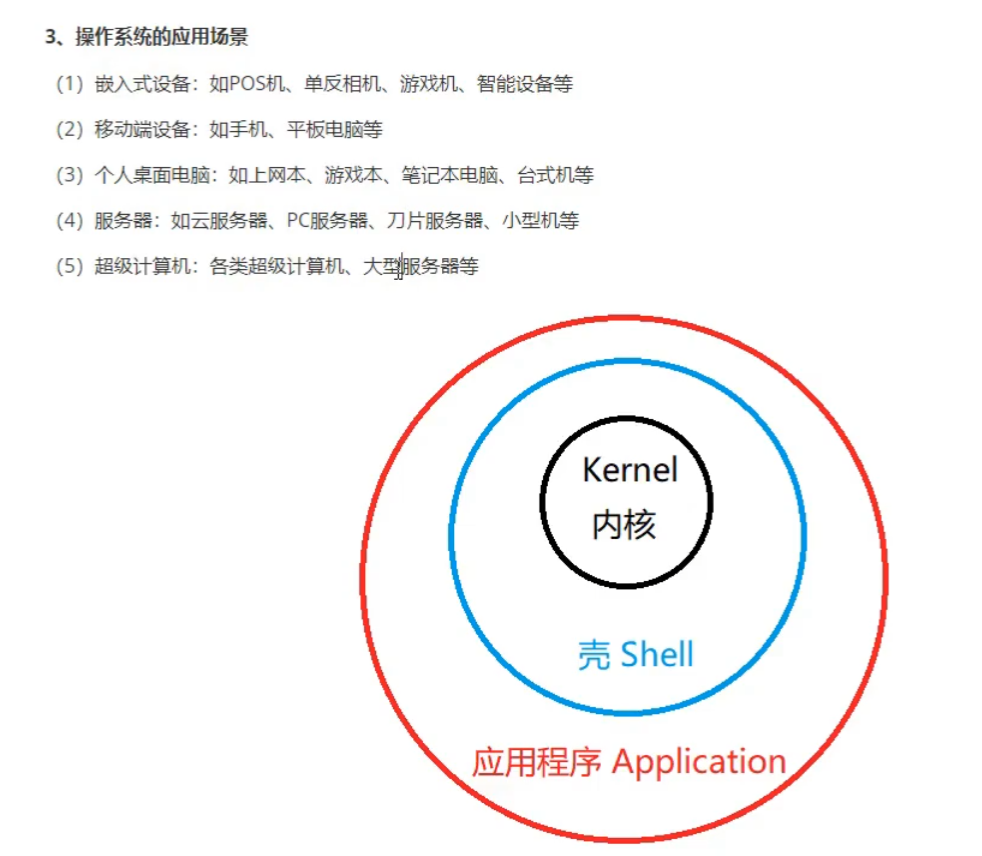 3、操作系统的应用场景
（1）嵌入式设备：如POS机、单反相机、游戏机、智能设备等
（2）移动端设备：如手机、平板电脑等
（3）个人桌面电脑：如上网本、游戏本、笔记本电脑、台式机等
（4）服务器：如云服务器、PC服务器、刀片服务器、小型机等
（5）超级计算机：各类超级计算机、大型服务器等
Kernel
内核
壳 Shell
应用程序 Application